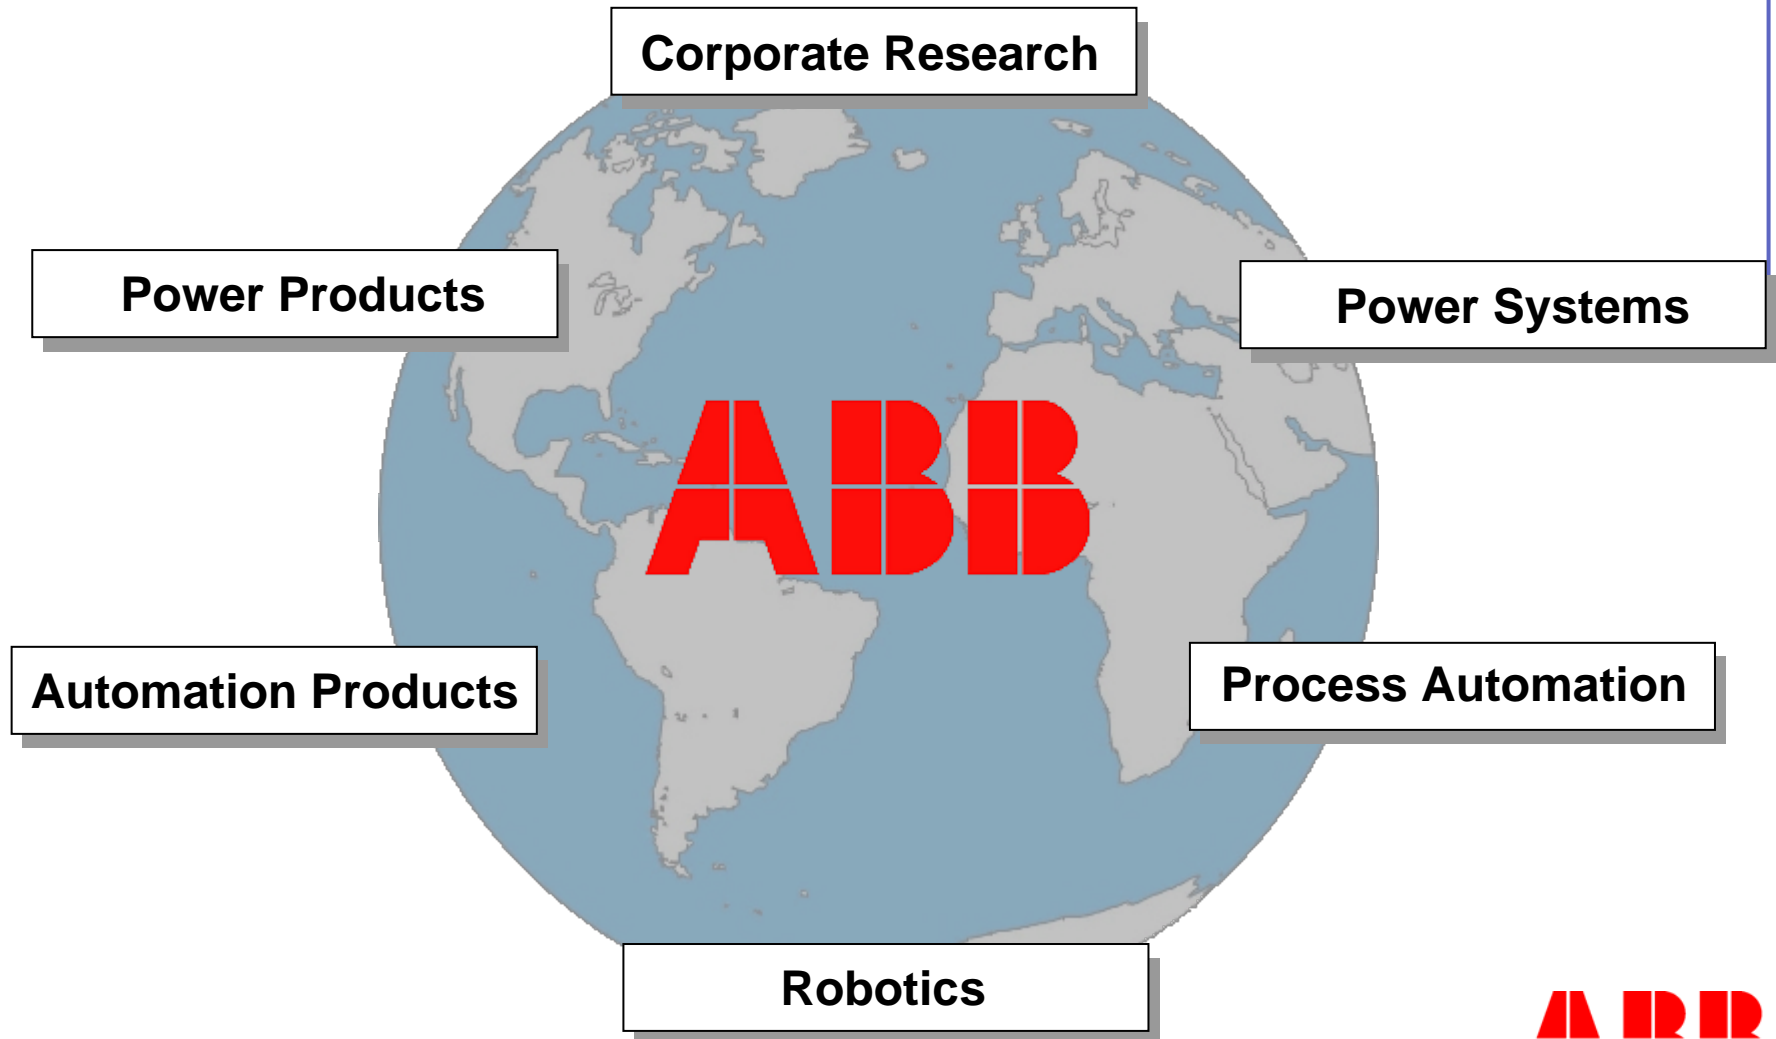 Corporate Research
Power Products
Power Systems
ABB
Automation Products
Process Automation
Robotics
ABB